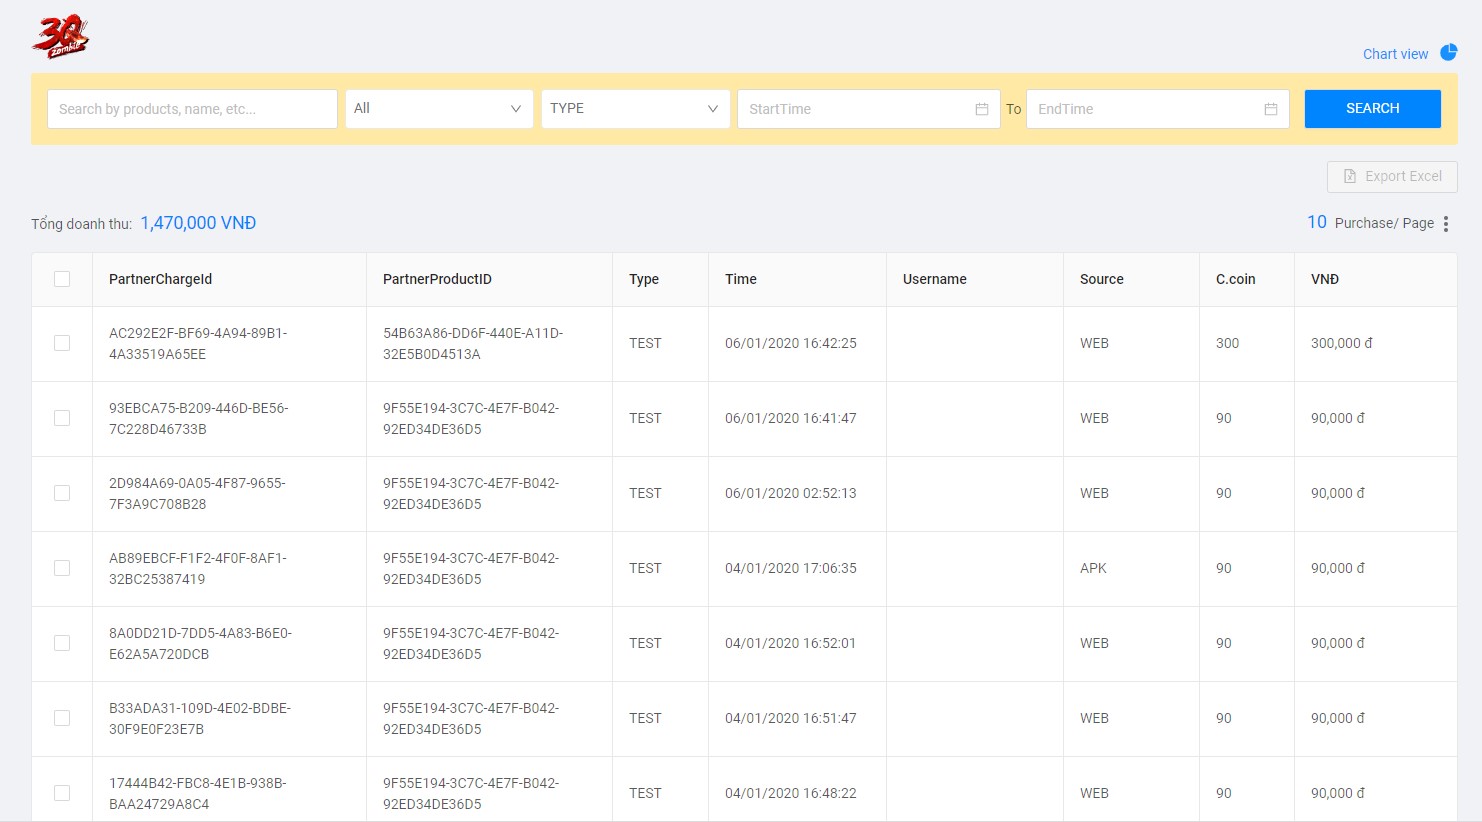 3Q
Zombie
Chart view
Search by products, name, etc...
All
TYPE
StartTime
To
EndTime
SEARCH
Export Excel
Tổng doanh thu: 1,470,000 VNĐ
10 Purchase/ Page
PartnerChargeId PartnerProductID Type Time Username Source C.coin VNĐ
AC292E2F-BF69-4A94-89B1-
4A33519A65EE
54B63A86-DD6F-440E-A11D-
32E5B0D4513A
TEST 06/01/2020 16:42:25 WEB 300 300,000 đ
93EBCA75-B209-446D-BE56-
7C228D46733B
9F55E194-3C7C-4E7F-B042-
92ED34DE36D5
TEST 06/01/2020 16:41:47 WEB 90 90,000 đ
2D984A69-0A05-4F87-9655-
7F3A9C708B28
9F55E194-3C7C-4E7F-B042-
92ED34DE36D5
TEST 06/01/2020 02:52:13 WEB 90 90,000 đ
AB89EBCF-F1F2-4F0F-8AF1-
32BC25387419
9F55E194-3C7C-4E7F-B042-
92ED34DE36D5
TEST 04/01/2020 17:06:35 APK 90 90,000 đ
8A0DD21D-7DD5-4A83-B6E0-
E62A5A720DCB
9F55E194-3C7C-4E7F-B042-
92ED34DE36D5
TEST 04/01/2020 16:52:01 WEB 90 90,000 đ
B33ADA31-109D-4E02-BDBE-
30F9E0F23E7B
9F55E194-3C7C-4E7F-B042-
92ED34DE36D5
TEST 04/01/2020 16:51:47 WEB 90 90,000 đ
17444B42-FBC8-4E1B-938B-
BAA24729A8C4
9F55E194-3C7C-4E7F-B042-
92ED34DE36D5
TEST 04/01/2020 16:48:22 WEB 90 90,000 đ